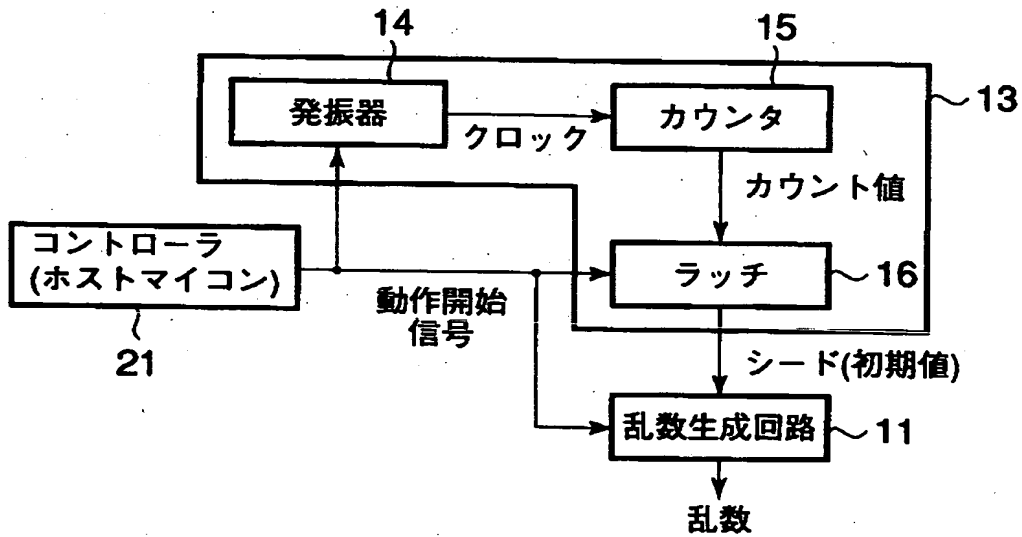 14
15
発振器
クロック
カウンタ
13
カウント値
コントローラ
(ホストマイコン)
21
動作開始
信号
ラッチ
16
シード(初期値)
乱数生成回路
11
乱数